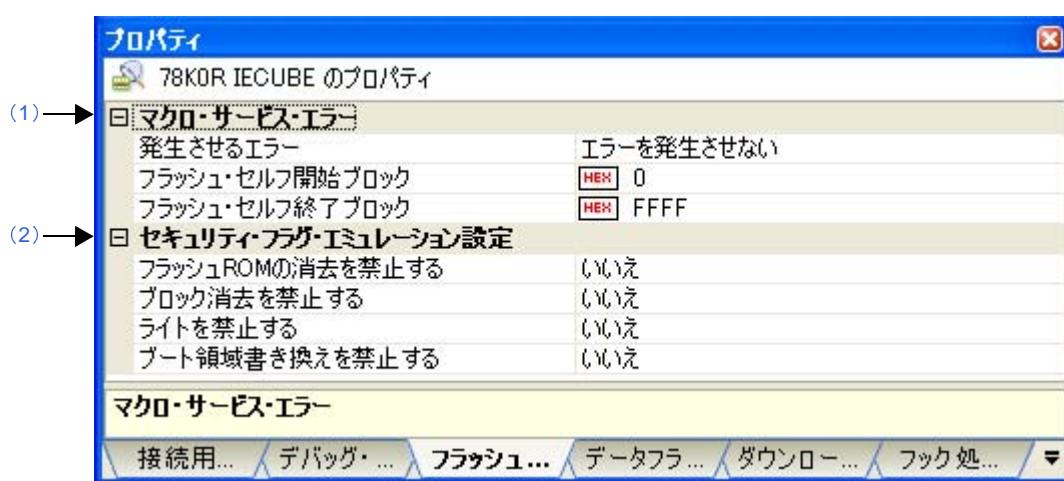 プロパティ
78K0R IECUBE のプロパティ
(1) マクロ・サービス・エラー
発生させるエラー エラーを発生させない
フラッシュ・セルフ開始ブロック HEX 0
フラッシュ・セルフ終了ブロック HEX FFFF
(2) セキュリティ・フラグ・エミュレーション設定
フラッシュROMの消去を禁止する いいえ
ブロック消去を禁止する いいえ
ライトを禁止する いいえ
ブート領域書き換えを禁止する いいえ
マクロ・サービス・エラー
接続用... デバッグ・... フラッシュ... データフラ... ダウンロー... フック処...